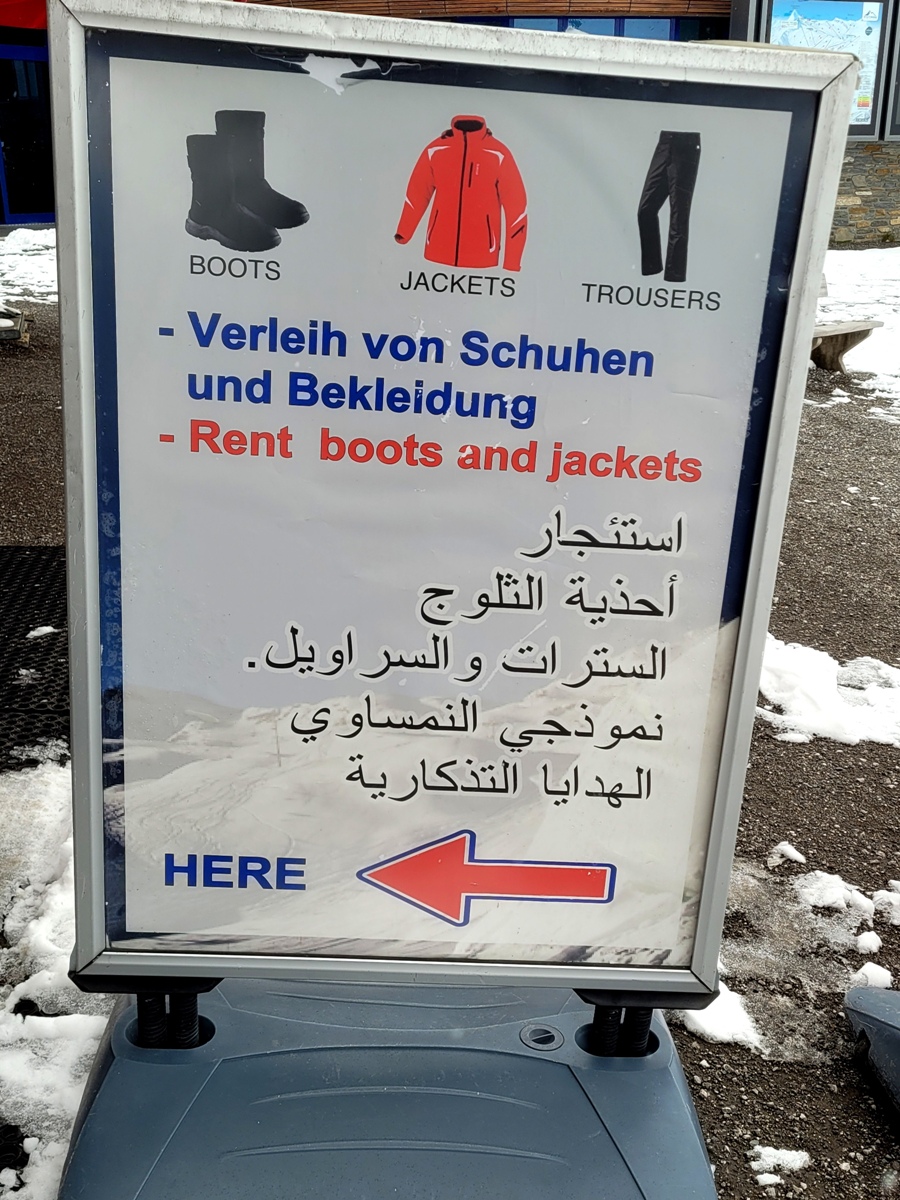 BOOTS
JACKETS
TROUSERS
- Verleih von Schuhen
und Bekleidung
- Rent boots and jackets
استئجار
أحذية الثلوج
السترات والسراويل.
نموذجي النمساوي
الهدايا التذكارية
HERE